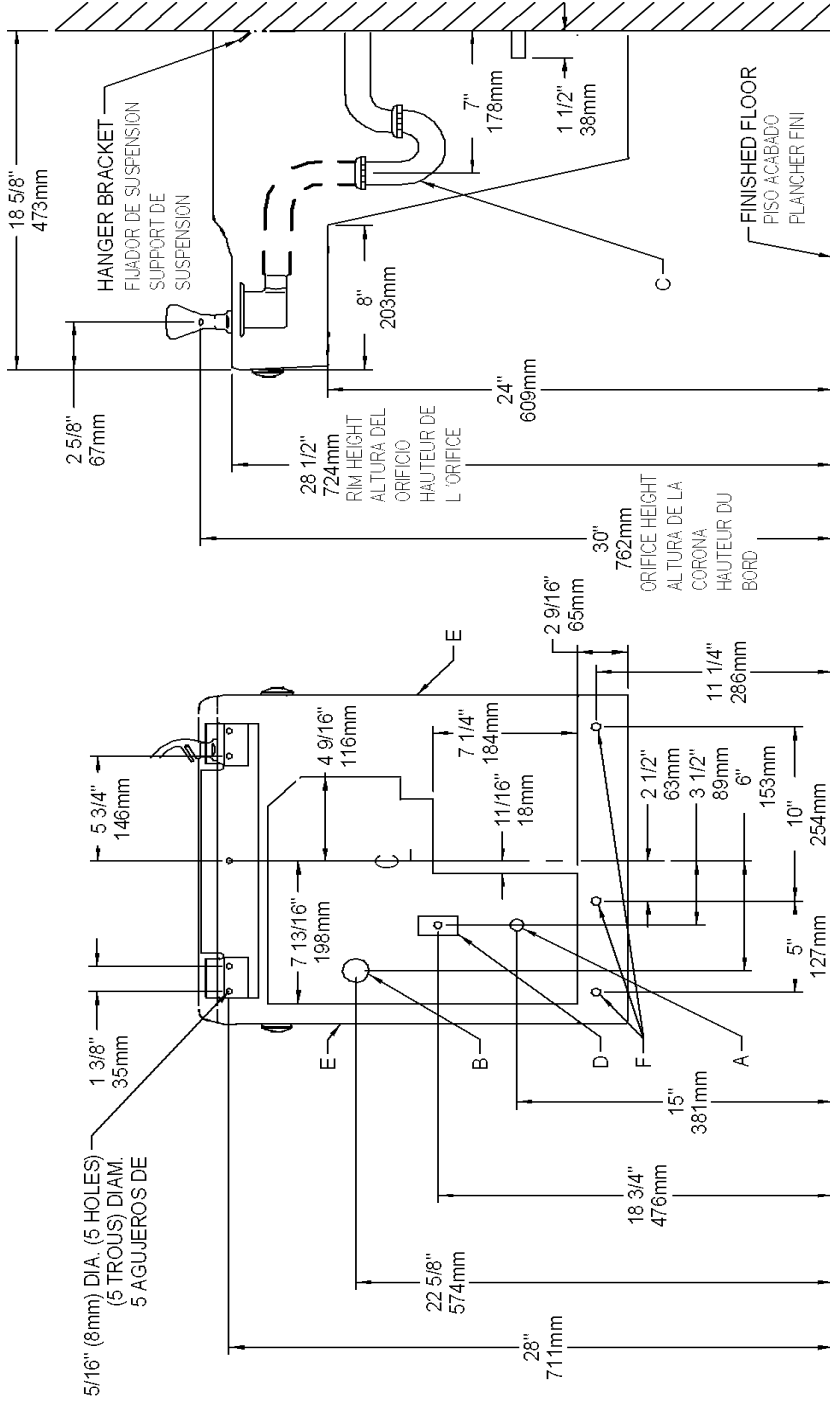 5/16" (8mm) DIA. (5 HOLES)
(5 TROUS) DIAM.
5 AGUJEROS DE
1 3/8"
35mm
5 3/4"
146mm
7 13/16"
198mm
4 9/16"
116mm
7 1/4"
184mm
11/16"
18mm
C
L
E
E
B
D
F
A
2 9/16"
65mm
11 1/4"
286mm
2 1/2"
63mm
3 1/2"
89mm
6"
153mm
10"
254mm
5"
127mm
15"
381mm
18 3/4"
476mm
22 5/8"
574mm
28"
711mm
18 5/8"
473mm
2 5/8"
67mm
HANGER BRACKET
FIJADOR DE SUSPENSION
SUPPORT DE
SUSPENSION
28 1/2"
724mm
RIM HEIGHT
ALTURA DEL
ORIFICIO
HAUTEUR DE
L 'ORIFICE
30"
762mm
ORIFICE HEIGHT
ALTURA DE LA
CORONA
HAUTEUR DU
BORD
24"
609mm
8"
203mm
7"
178mm
1 1/2"
38mm
C
FINISHED FLOOR
PISO ACABADO
PLANCHER FINI